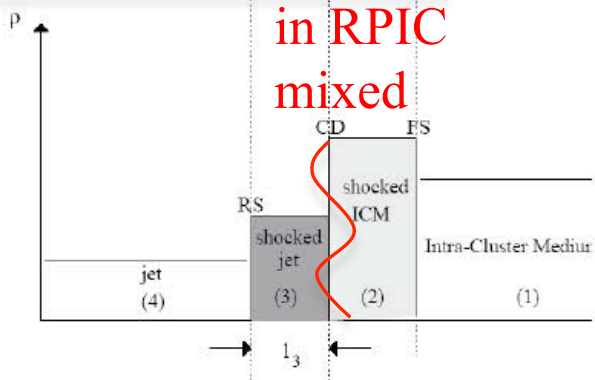 ρ
in RPIC
mixed
CD
FS
shocked
ICM
RS
shocked
jet
Intra-Cluster Mediur
jet
(4)
(3)
(2)
(1)
l3